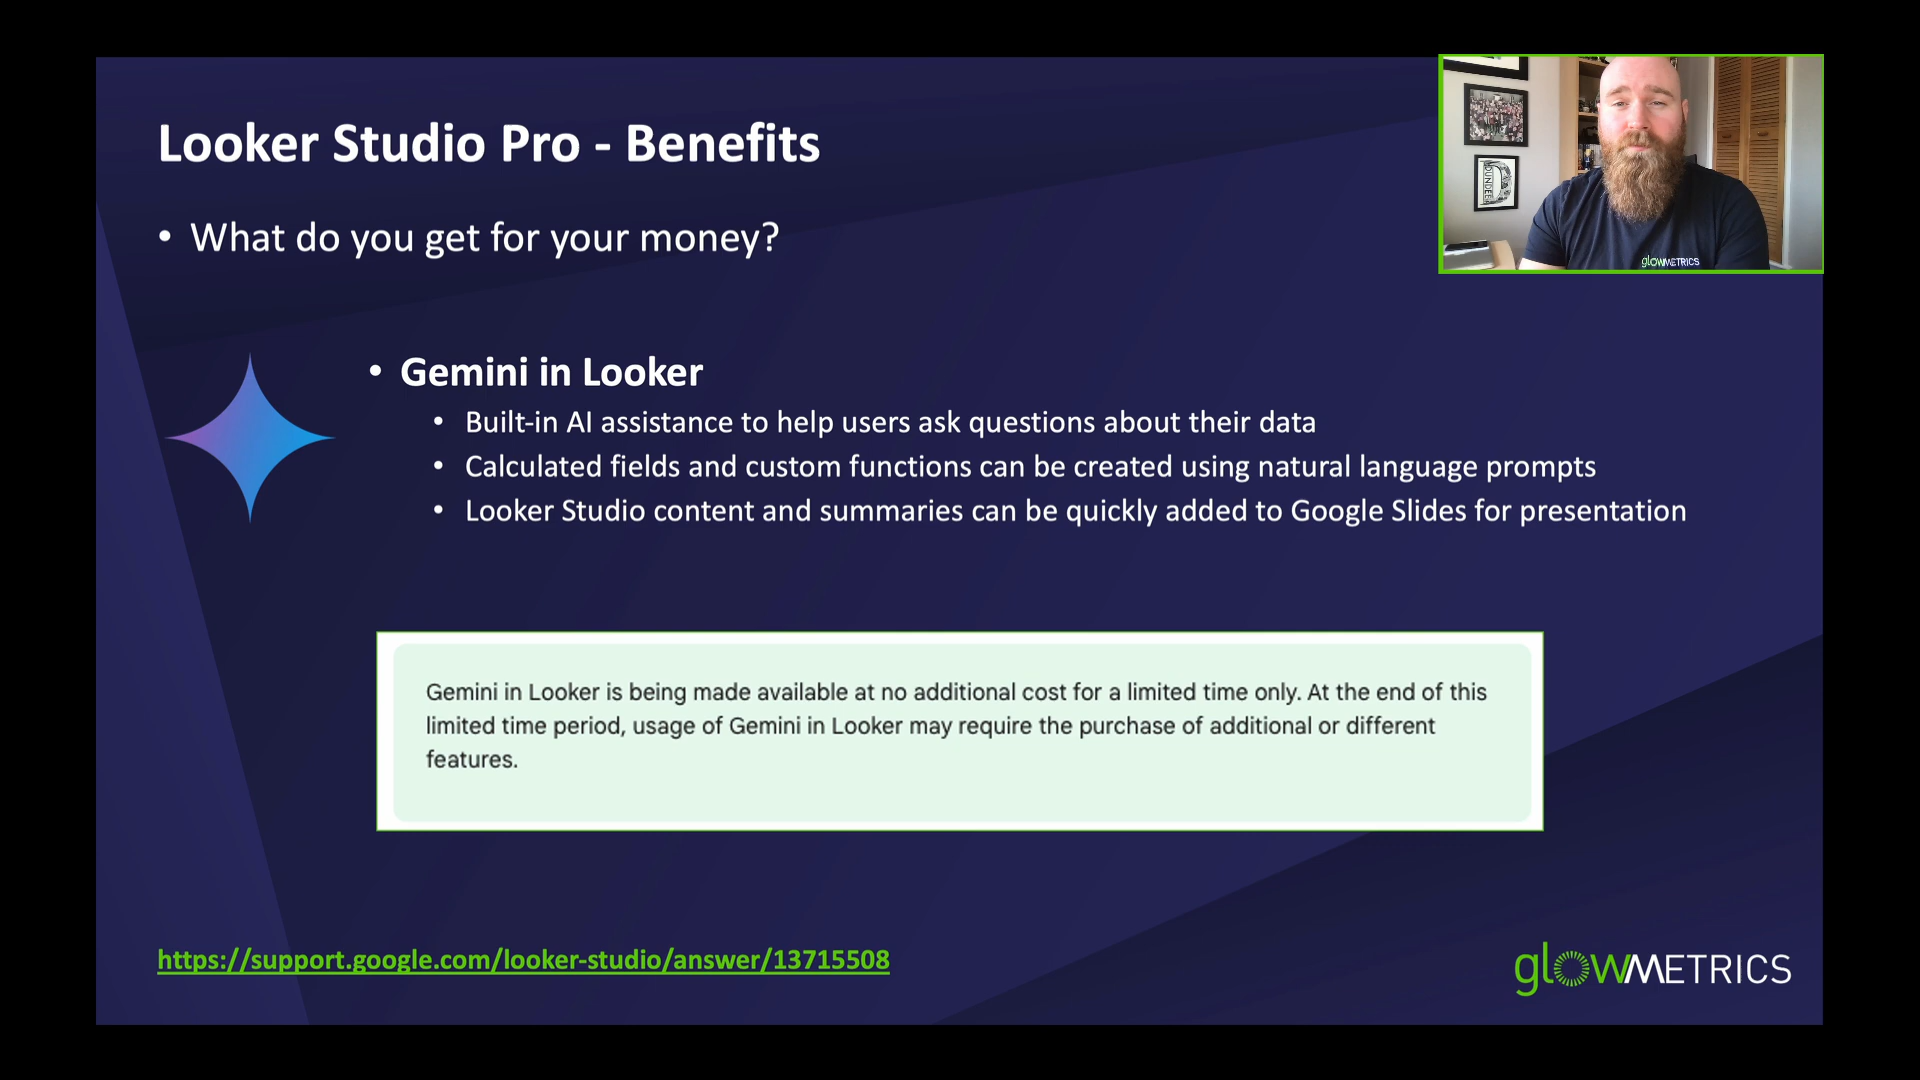 Looker Studio Pro - Benefits
• What do you get for your money?
• Gemini in Looker
• Built-in AI assistance to help users ask questions about their data
• Calculated fields and custom functions can be created using natural language prompts
• Looker Studio content and summaries can be quickly added to Google Slides for presentation
Gemini in Looker is being made available at no additional cost for a limited time only. At the end of this
limited time period, usage of Gemini in Looker may require the purchase of additional or different
features.
https://support.google.com/looker-studio/answer/13715508
glowMETRICS
DUNDEE
glowMETRICS